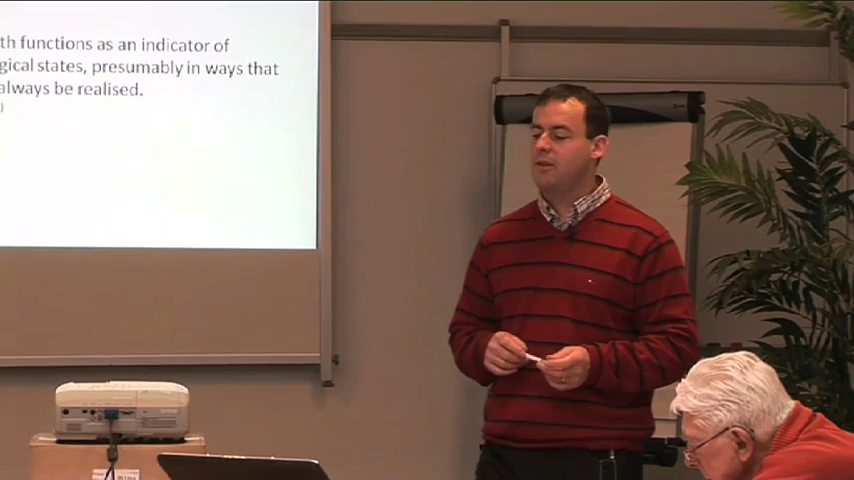 th functions as an indicator of
gical states, presumably in ways that
always be realised.
)